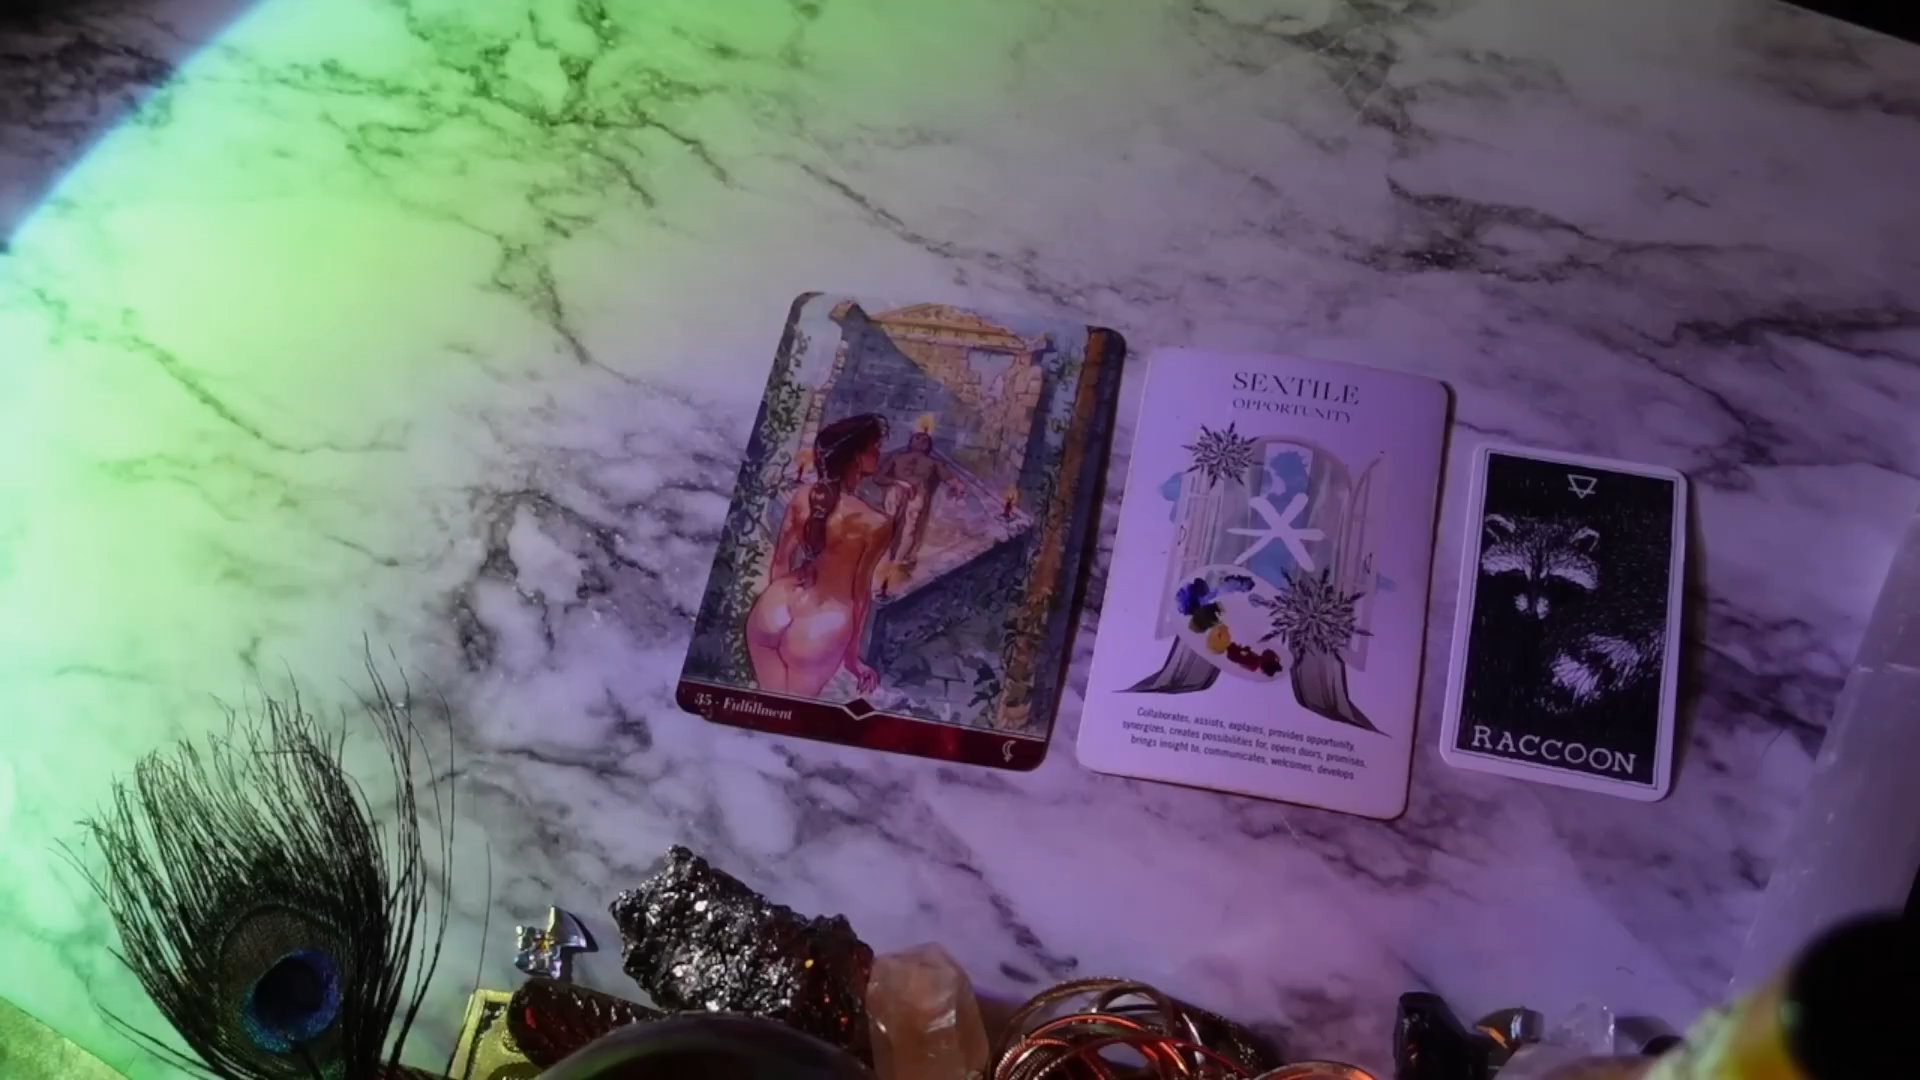 35 · Fulfillment
SEXTILE
OPPORTUNITY
Collaborates, assists, explains, provides opportunity,
synergizes, creates possibilities for, opens doors, promises,
brings insight to, communicates, welcomes, develops
RACCOON